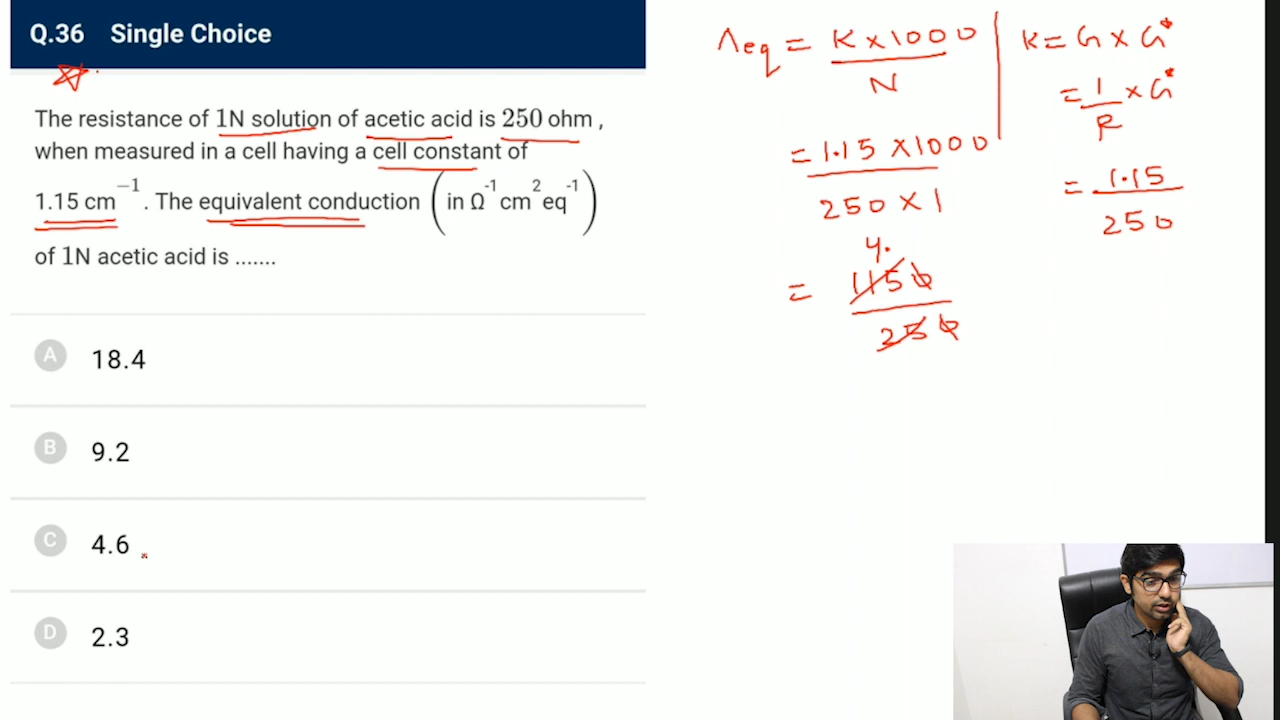 Q.36 Single Choice
The resistance of 1N solution of acetic acid is 250 ohm ,
when measured in a cell having a cell constant of
1.15 cm⁻¹ . The equivalent conduction (in Ω⁻¹ cm² eq⁻¹)
of 1N acetic acid is .......
A 18.4
B 9.2
C 4.6
D 2.3
Λeq = K×1000 / N
= 1.15 ×1000 / 250 × 1
4.
= 1150 / 250
K = G × G*
= 1/R × G*
= 1.15 / 250